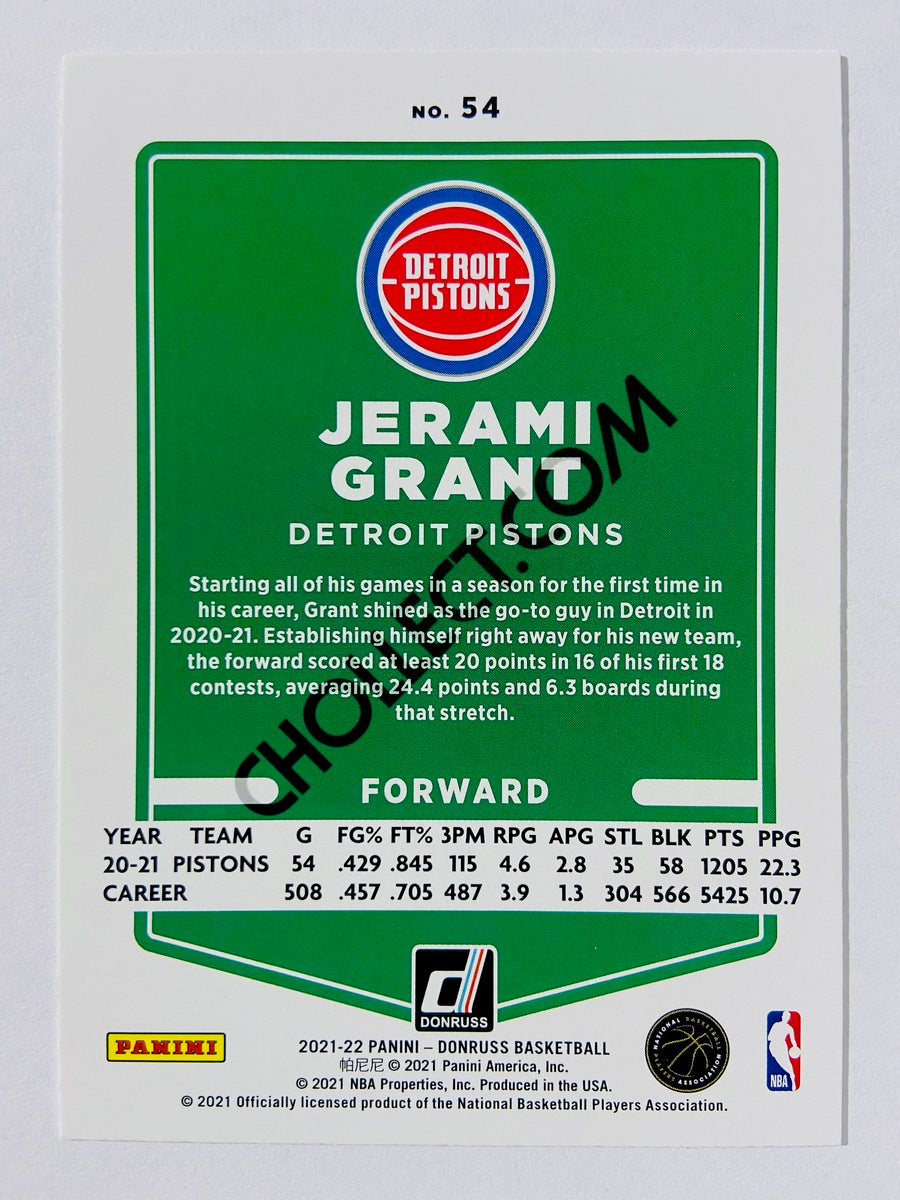 NO. 54
DETROIT
PISTONS
JERAMI
GRANT
DETROIT PISTONS
Starting all of his games in a season for the first time in
his career, Grant shined as the go-to guy in Detroit in
2020-21. Establishing himself right away for his new team,
the forward scored at least 20 points in 16 of his first 18
contests, averaging 24.4 points and 6.3 boards during
that stretch.
CHOLLECT.COM
FORWARD
YEAR TEAM G FG% FT% 3PM RPG APG STL BLK PTS PPG
20-21 PISTONS 54 .429 .845 115 4.6 2.8 35 58 1205 22.3
CAREER 508 .457 .705 487 3.9 1.3 304 566 5425 10.7
d
DONRUSS
PANINI
2021-22 PANINI – DONRUSS BASKETBALL
帕尼尼 © 2021 Panini America, Inc.
© 2021 NBA Properties, Inc. Produced in the USA.
© 2021 Officially licensed product of the National Basketball Players Association.
NATIONAL BASKETBALL
PLAYERS ASSOCIATION
NBA